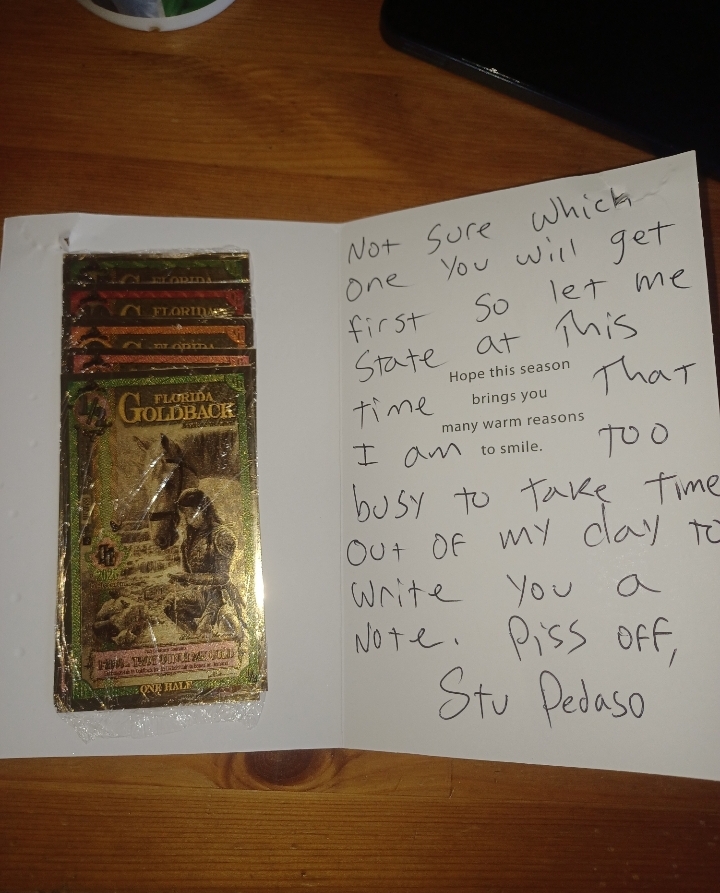 FLORIDA
FLORIDA
FLORIDA
FLORIDA
GOLDBACK
ONE HALF
Not Sure which
one you will get
first so let me
State at This
time That
I am TOO
busy to take time
out of my day to
write you a
Note. Piss off,
Stu Pedaso
Hope this season
brings you
many warm reasons
to smile.